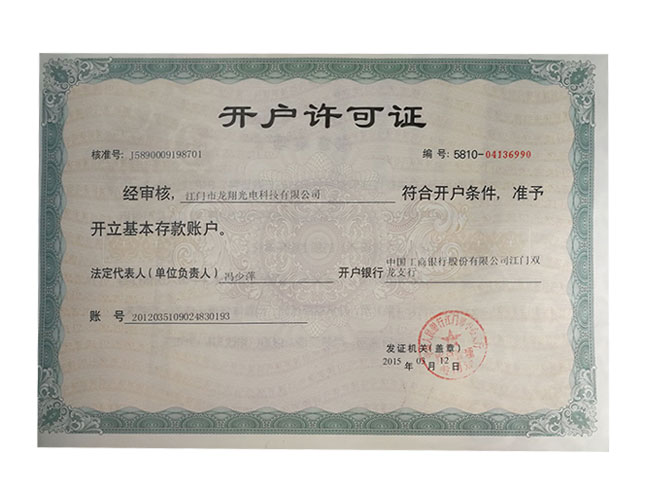 开户许可证
核准号: J5890009198701 编号: 5810-04136990
经审核, 江门市龙翔光电科技有限公司 符合开户条件, 准予
开立基本存款账户。
法定代表人(单位负责人) 冯少萍 开户银行 中国工商银行股份有限公司江门双
龙支行
账 号 2012035109024830193
发证机关(盖章)
2015 年 05 月 12 日